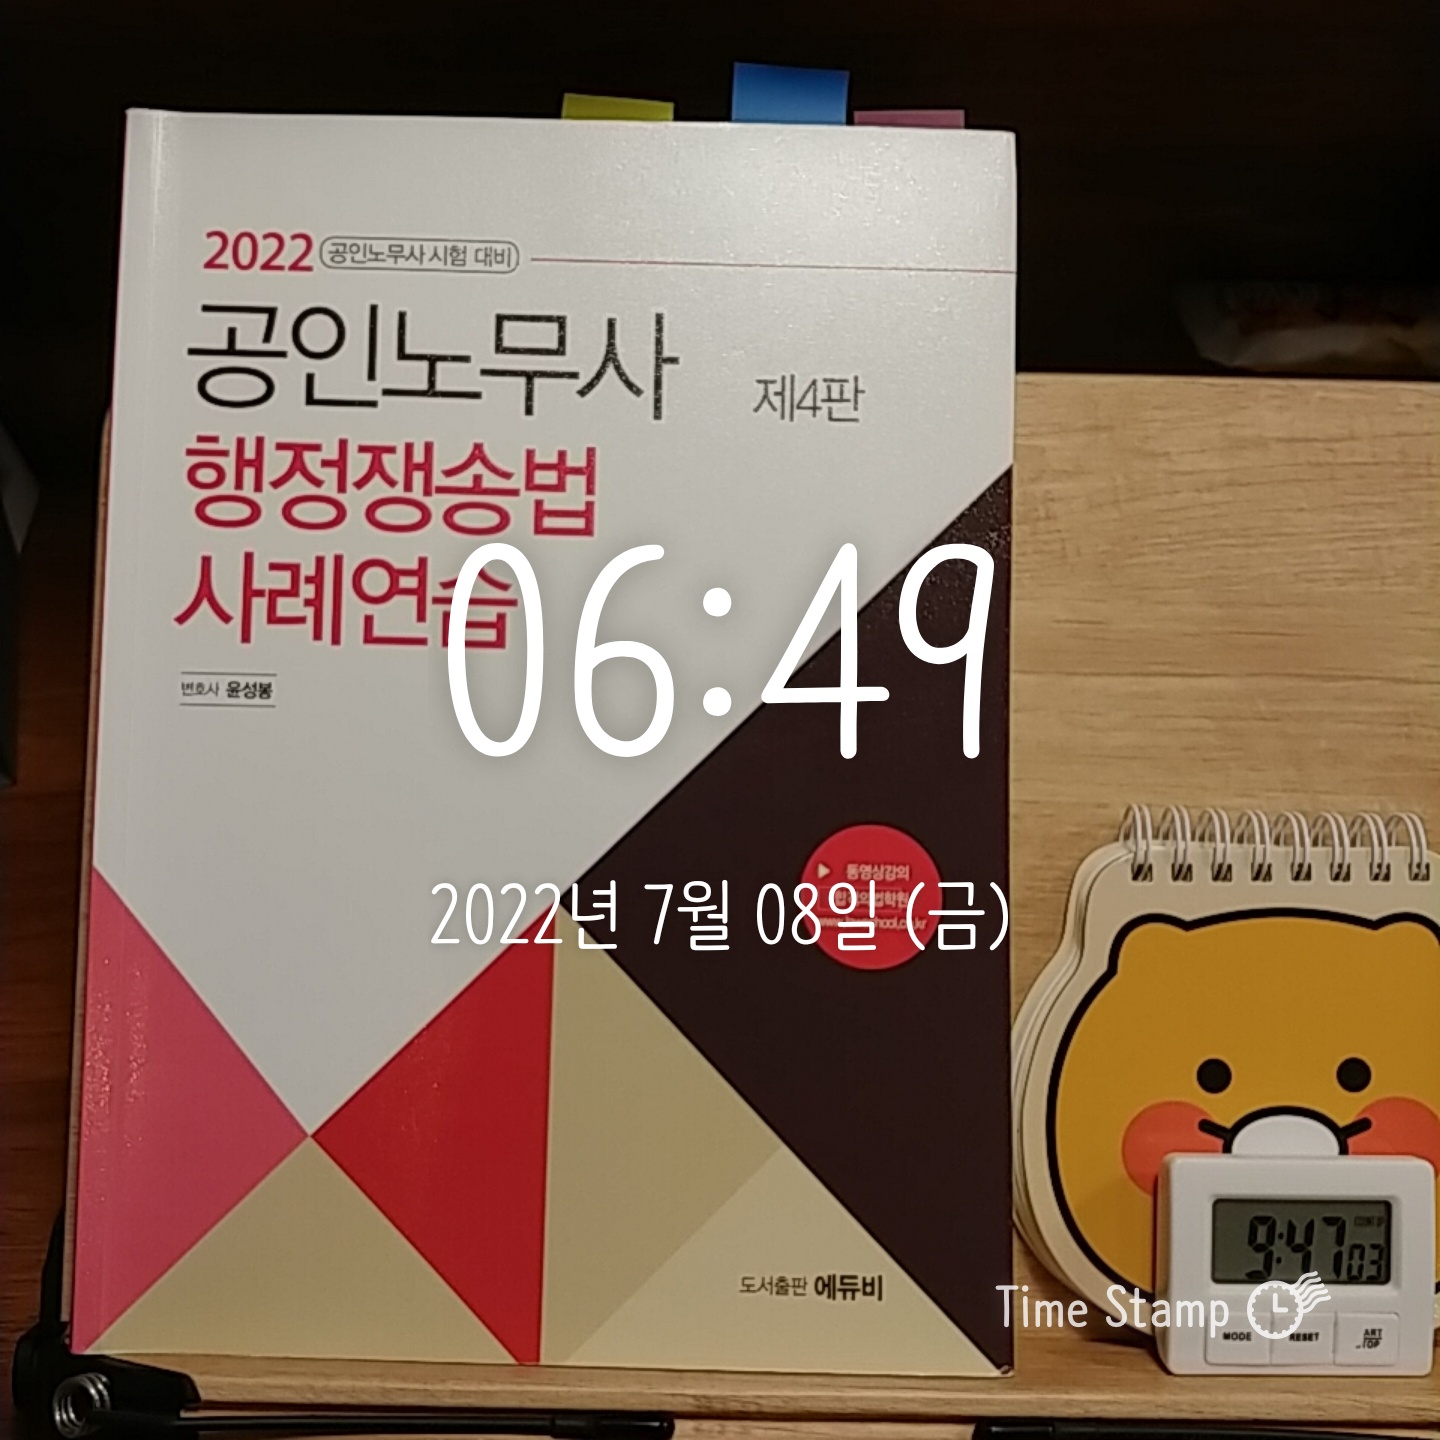 2022 공인노무사 시험 대비
공인노무사 제4판
행정쟁송법
사례연습
변호사 윤성봉
06:49
동영상강의
2022년 7월 08일 (금)
도서출판 에듀비
COUNT UP
9:47 03
Time Stamp
MODE RESET